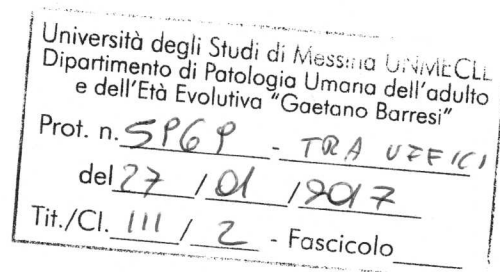 Università degli Studi di Messina UNMECLE
Dipartimento di Patologia Umana dell'adulto
e dell'Età Evolutiva "Gaetano Barresi"
Prot. n. - TRA UFFICI
del 27 / 01 / 2017
Tit./Cl. III / 2 - Fascicolo